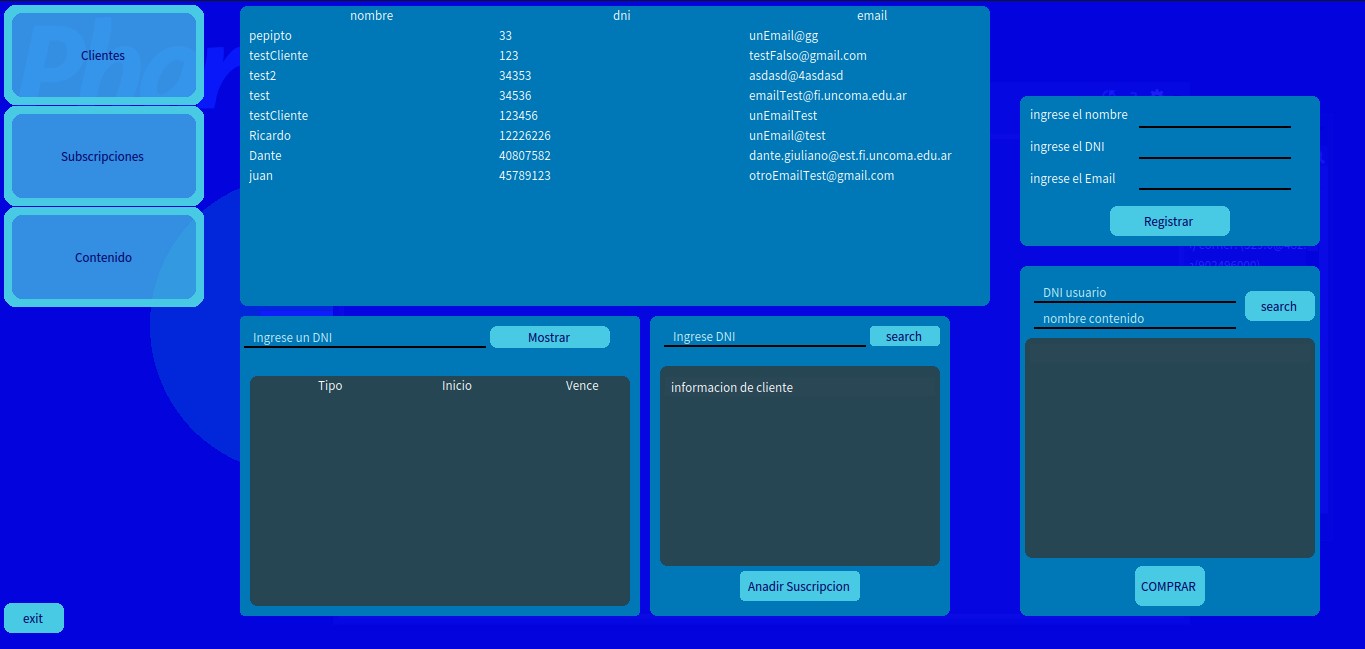 Clientes
Subscripciones
Contenido
exit
nombre dni email
pepipto 33 unEmail@gg
testCliente 123 testFalso@gmail.com
test2 34353 asdasd@4asdasd
test 34536 emailTest@fi.uncoma.edu.ar
testCliente 123456 unEmailTest
Ricardo 12226226 unEmail@test
Dante 40807582 dante.giuliano@est.fi.uncoma.edu.ar
juan 45789123 otroEmailTest@gmail.com
Ingrese un DNI Mostrar
Tipo Inicio Vence
Ingrese DNI search
informacion de cliente
Anadir Suscripcion
ingrese el nombre
ingrese el DNI
ingrese el Email
Registrar
DNI usuario
nombre contenido
search
COMPRAR